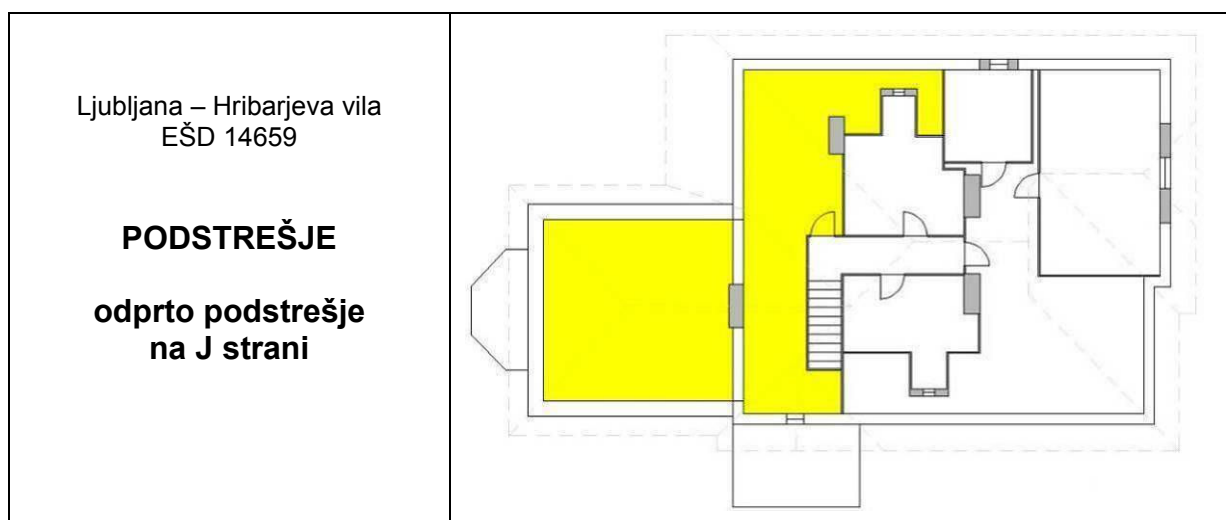 Ljubljana – Hribarjeva vila
EŠD 14659
PODSTREŠJE
odprto podstrešje
na J strani